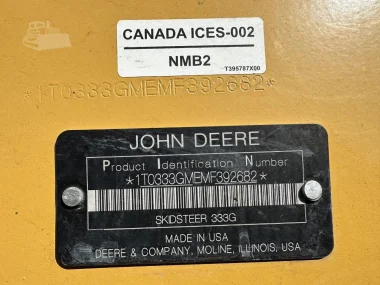 CANADA ICES-002
NMB2
T395787X00
*1T0333GMEMF392682*
JOHN DEERE
Product Identification Number
*1T0333GMEMF392682*
SKIDSTEER 333G
MADE IN USA
DEERE & COMPANY, MOLINE, ILLINOIS, USA